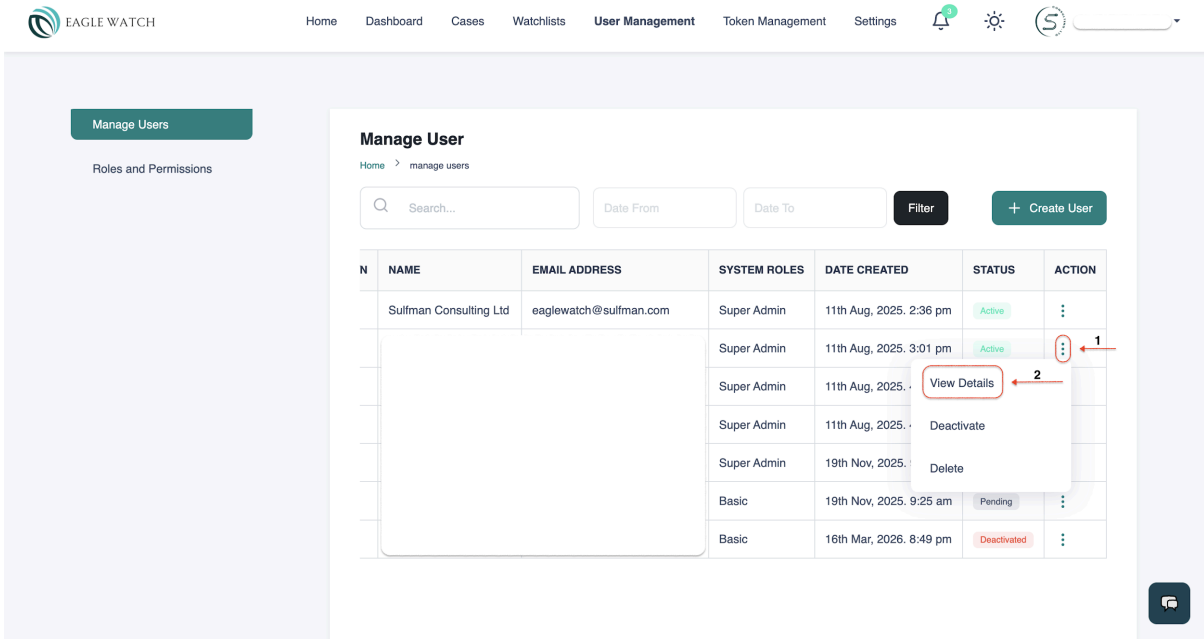 EAGLE WATCH
Home Dashboard Cases Watchlists User Management Token Management Settings 3
Manage Users
Roles and Permissions
Manage User
Home > manage users
Search... Date From Date To Filter + Create User
N NAME EMAIL ADDRESS SYSTEM ROLES DATE CREATED STATUS ACTION
Sulfman Consulting Ltd eaglewatch@sulfman.com Super Admin 11th Aug, 2025. 2:36 pm Active
Super Admin 11th Aug, 2025. 3:01 pm Active 1
Super Admin 11th Aug, 2025. View Details 2
Super Admin 11th Aug, 2025. Deactivate
Super Admin 19th Nov, 2025. Delete
Basic 19th Nov, 2025. 9:25 am Pending
Basic 16th Mar, 2026. 8:49 pm Deactivated